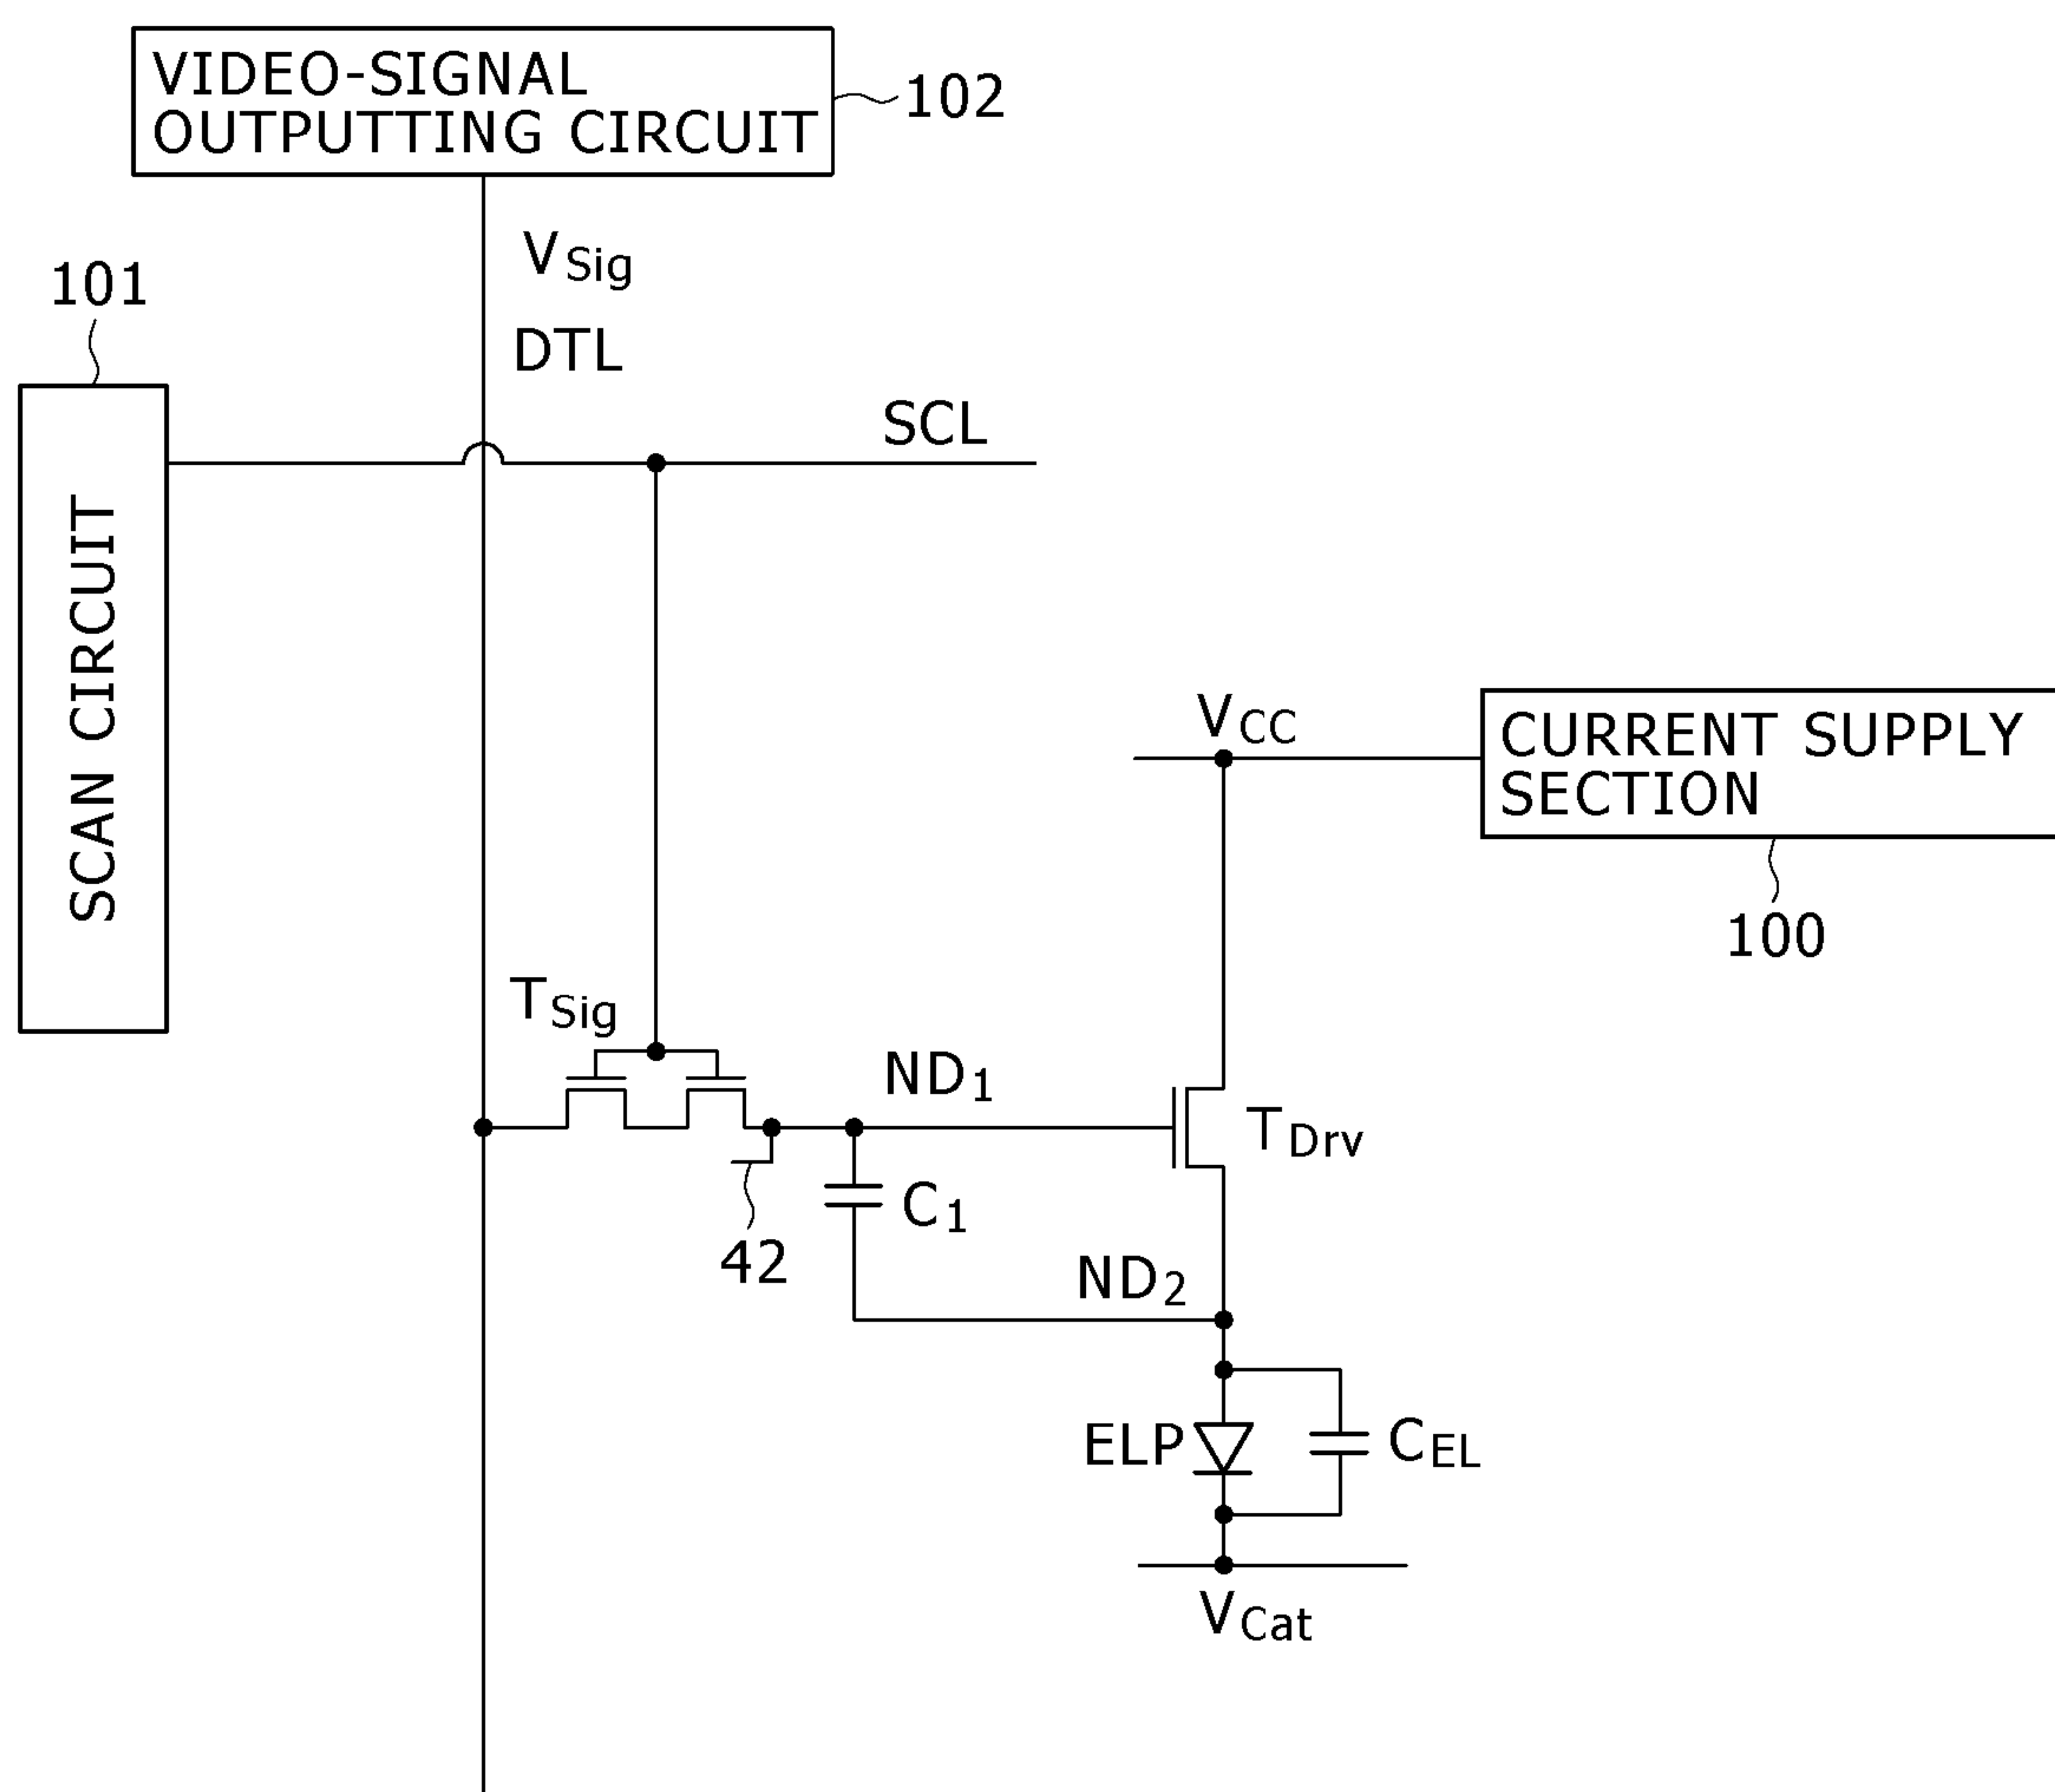 VIDEO-SIGNAL
OUTPUTTING CIRCUIT
102
VSig
101
DTL
SCL
SCAN CIRCUIT
VCC
CURRENT SUPPLY
SECTION
100
TSig
ND1
TDrv
C1
42
ND2
ELP
CEL
VCat